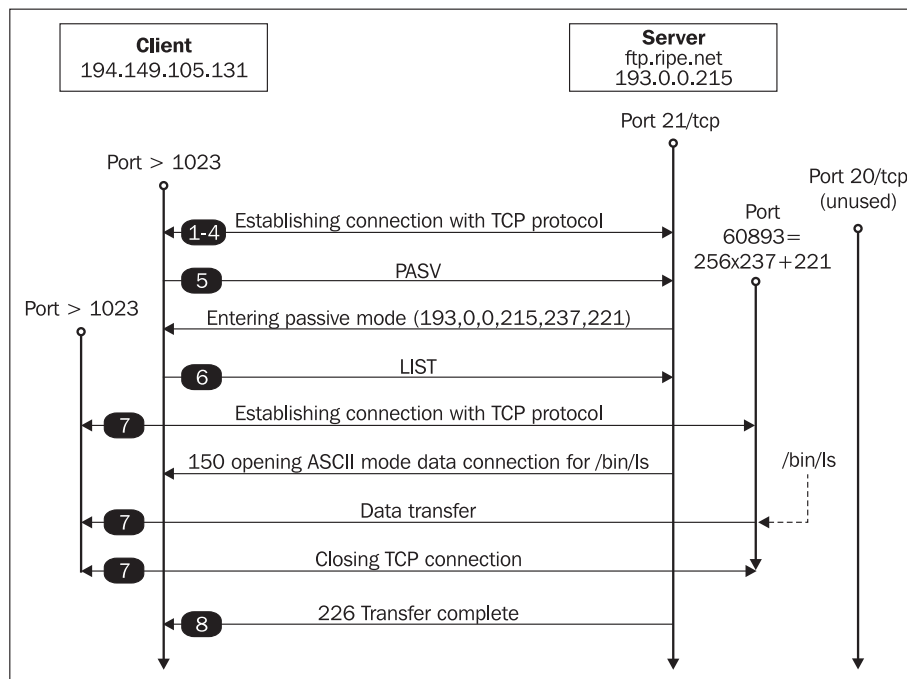 Client
194.149.105.131
Server
ftp.ripe.net
193.0.0.215
Port 21/tcp
Port > 1023
Port 20/tcp
(unused)
Port
60893=
256x237+221
1-4
Establishing connection with TCP protocol
5
PASV
Port > 1023
Entering passive mode (193,0,0,215,237,221)
6
LIST
7
Establishing connection with TCP protocol
150 opening ASCII mode data connection for /bin/ls
/bin/ls
7
Data transfer
7
Closing TCP connection
8
226 Transfer complete